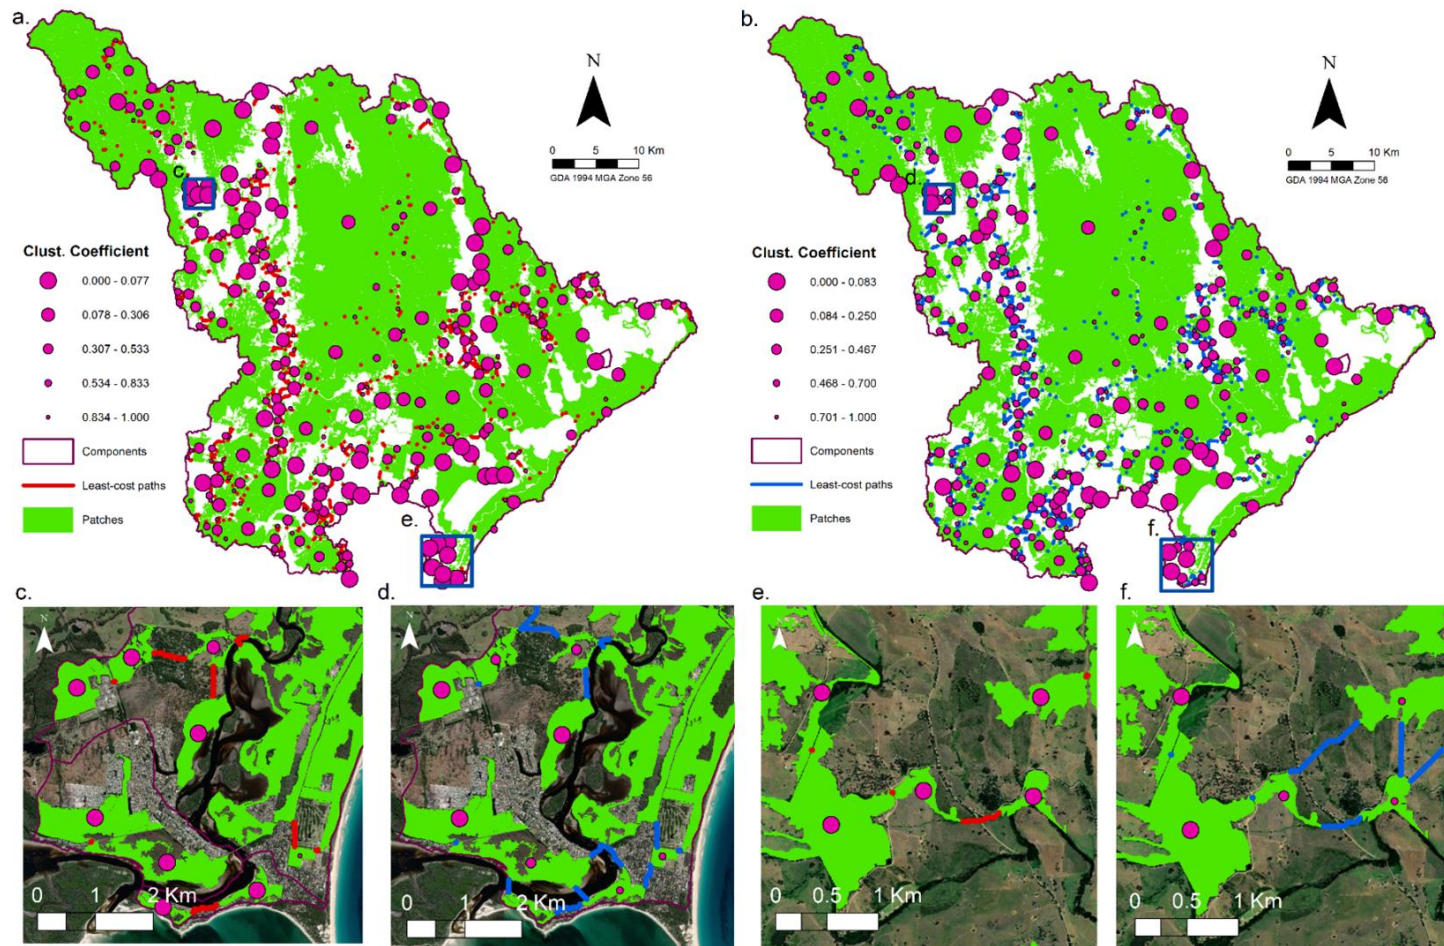 a.
N
0 5 10 Km
GDA 1994 MGA Zone 56
c.
Clust. Coefficient
0.000 - 0.077
0.078 - 0.306
0.307 - 0.533
0.534 - 0.833
0.834 - 1.000
Components
Least-cost paths
Patches
e.
b.
N
0 5 10 Km
GDA 1994 MGA Zone 56
d.
Clust. Coefficient
0.000 - 0.083
0.084 - 0.250
0.251 - 0.467
0.468 - 0.700
0.701 - 1.000
Components
Least-cost paths
Patches
f.
c.
N
0 1 2 Km
d.
N
0 1 2 Km
e.
N
0 0.5 1 Km
f.
N
0 0.5 1 Km